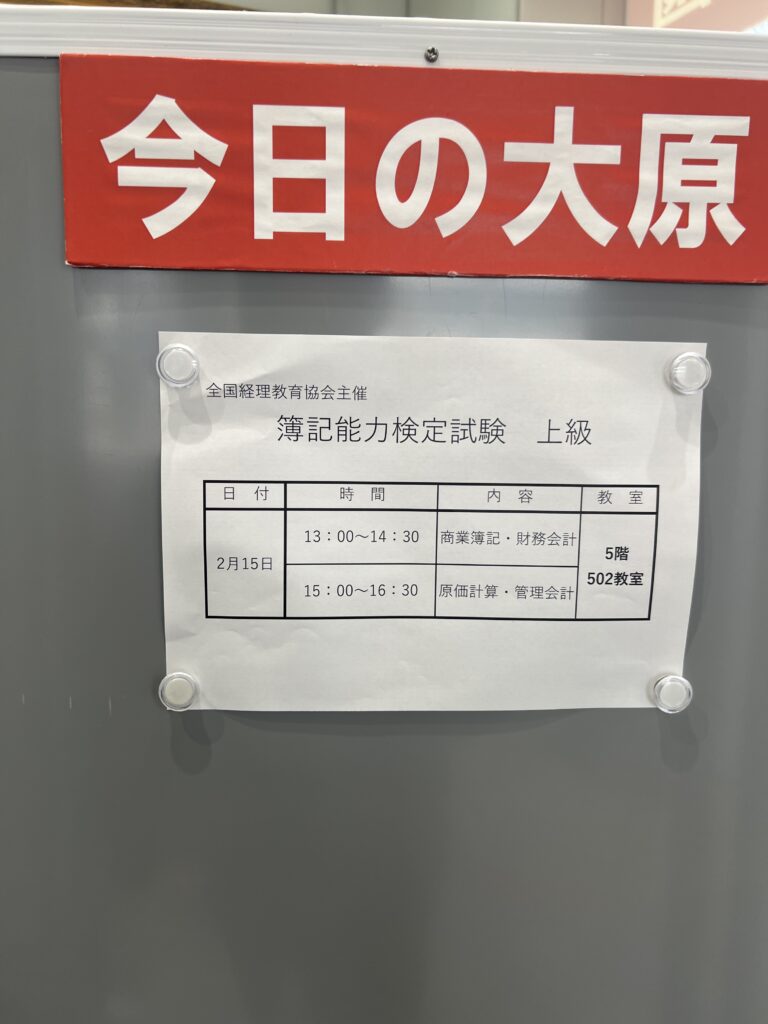 今日の大原
全国経理教育協会主催
簿記能力検定試験　上級
日　付　時　間　内　容　教　室
2月15日
13：00～14：30　商業簿記・財務会計
15：00～16：30　原価計算・管理会計
5階
502教室